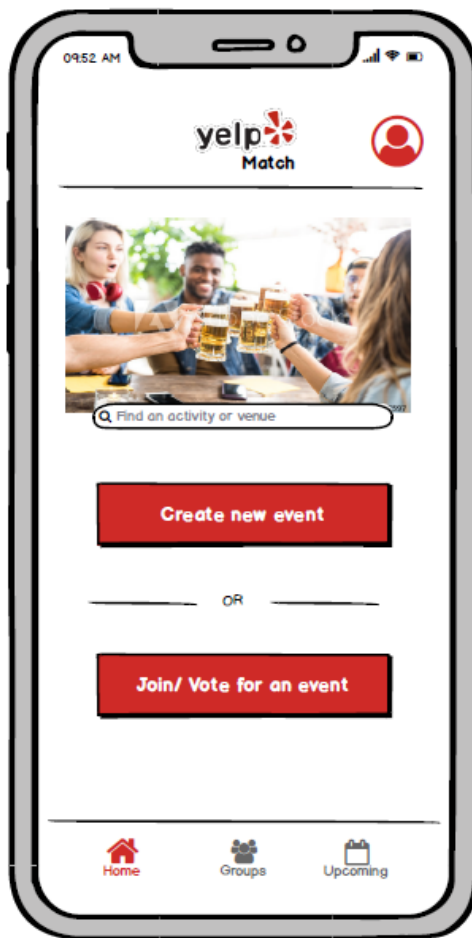 09:52 AM
yelp
Match
Find an activity or venue
Create new event
OR
Join/ Vote for an event
Home
Groups
Upcoming